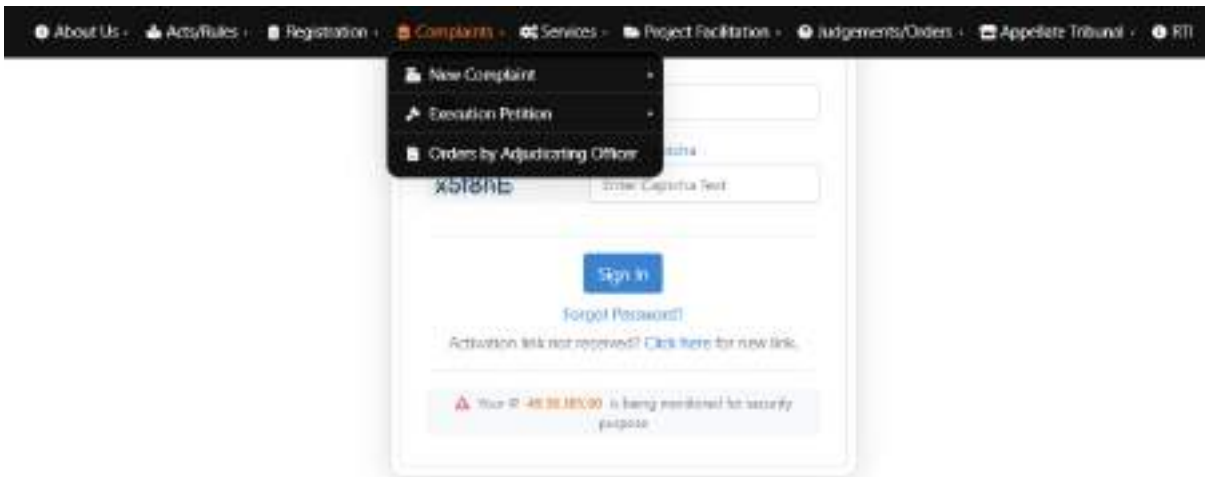 About Us Acts/Rules Registration Complaints Services Project Facilitation Judgements/Orders Appellate Tribunal RTI
New Complaint
Execution Petition
Orders by Adjudicating Officer
Enter Captcha Text
Sign In
Forgot Password?
Activation link not received? Click here for new link.
Your IP is being monitored for security
purpose